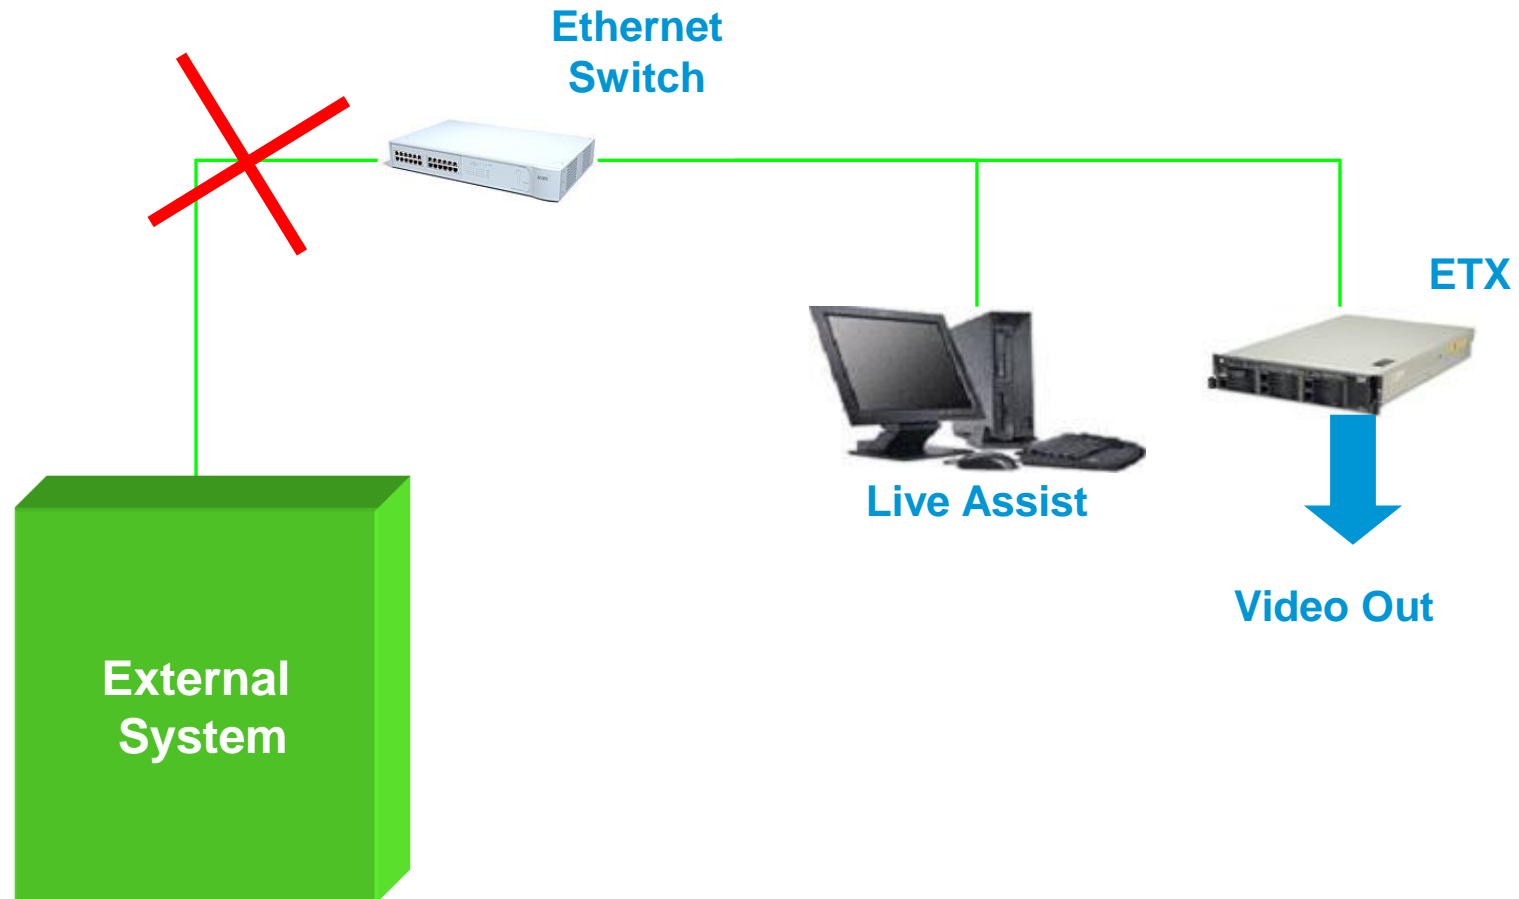 Ethernet
Switch
ETX
Live Assist
Video Out
External
System